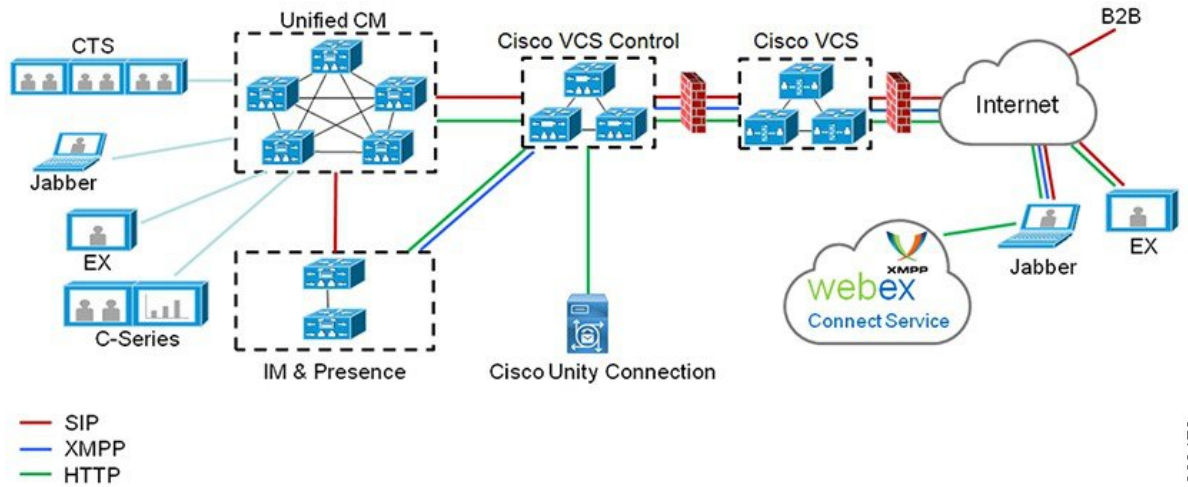 Unified CM
Cisco VCS Control
Cisco VCS
B2B
CTS
Internet
Jabber
EX
C-Series
IM & Presence
Cisco Unity Connection
XMPP
webex
Connect Service
Jabber
EX
SIP
XMPP
HTTP